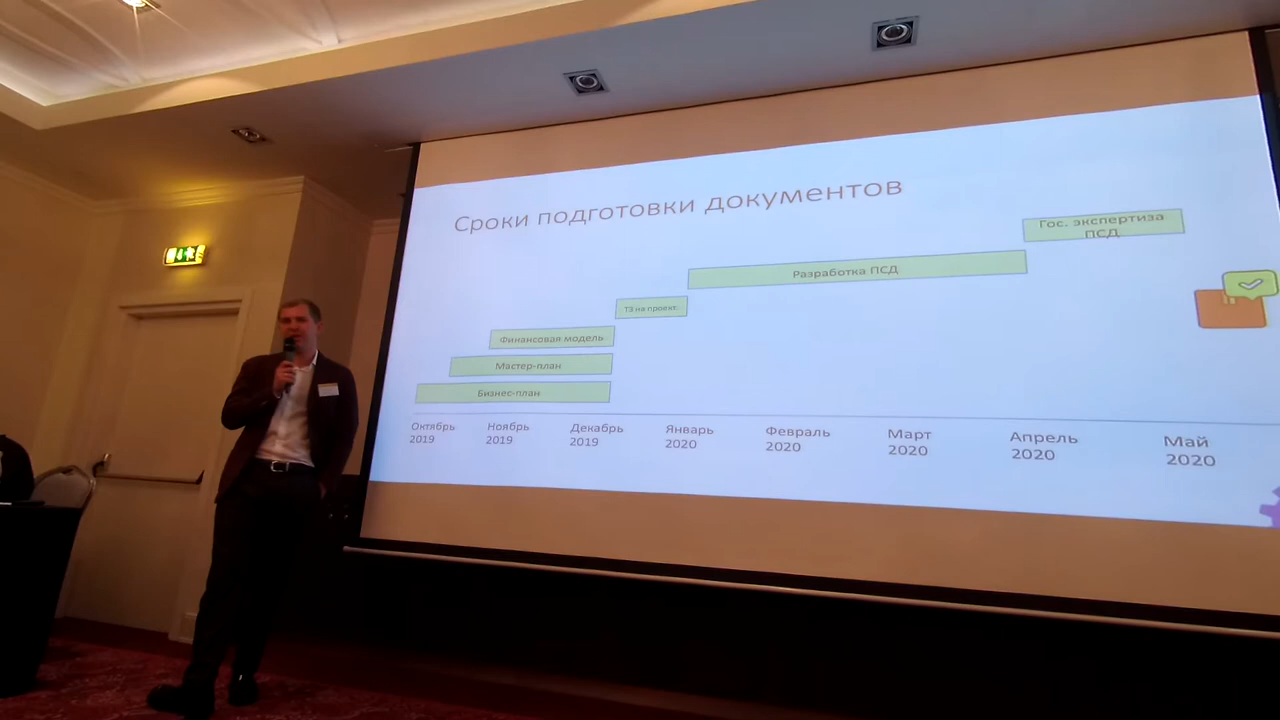 Сроки подготовки документов
Гос. экспертиза
ПСД
Разработка ПСД
ТЗ на проект.
Финансовая модель
Мастер-план
Бизнес-план
Октябрь
2019
Ноябрь
2019
Декабрь
2019
Январь
2020
Февраль
2020
Март
2020
Апрель
2020
Май
2020